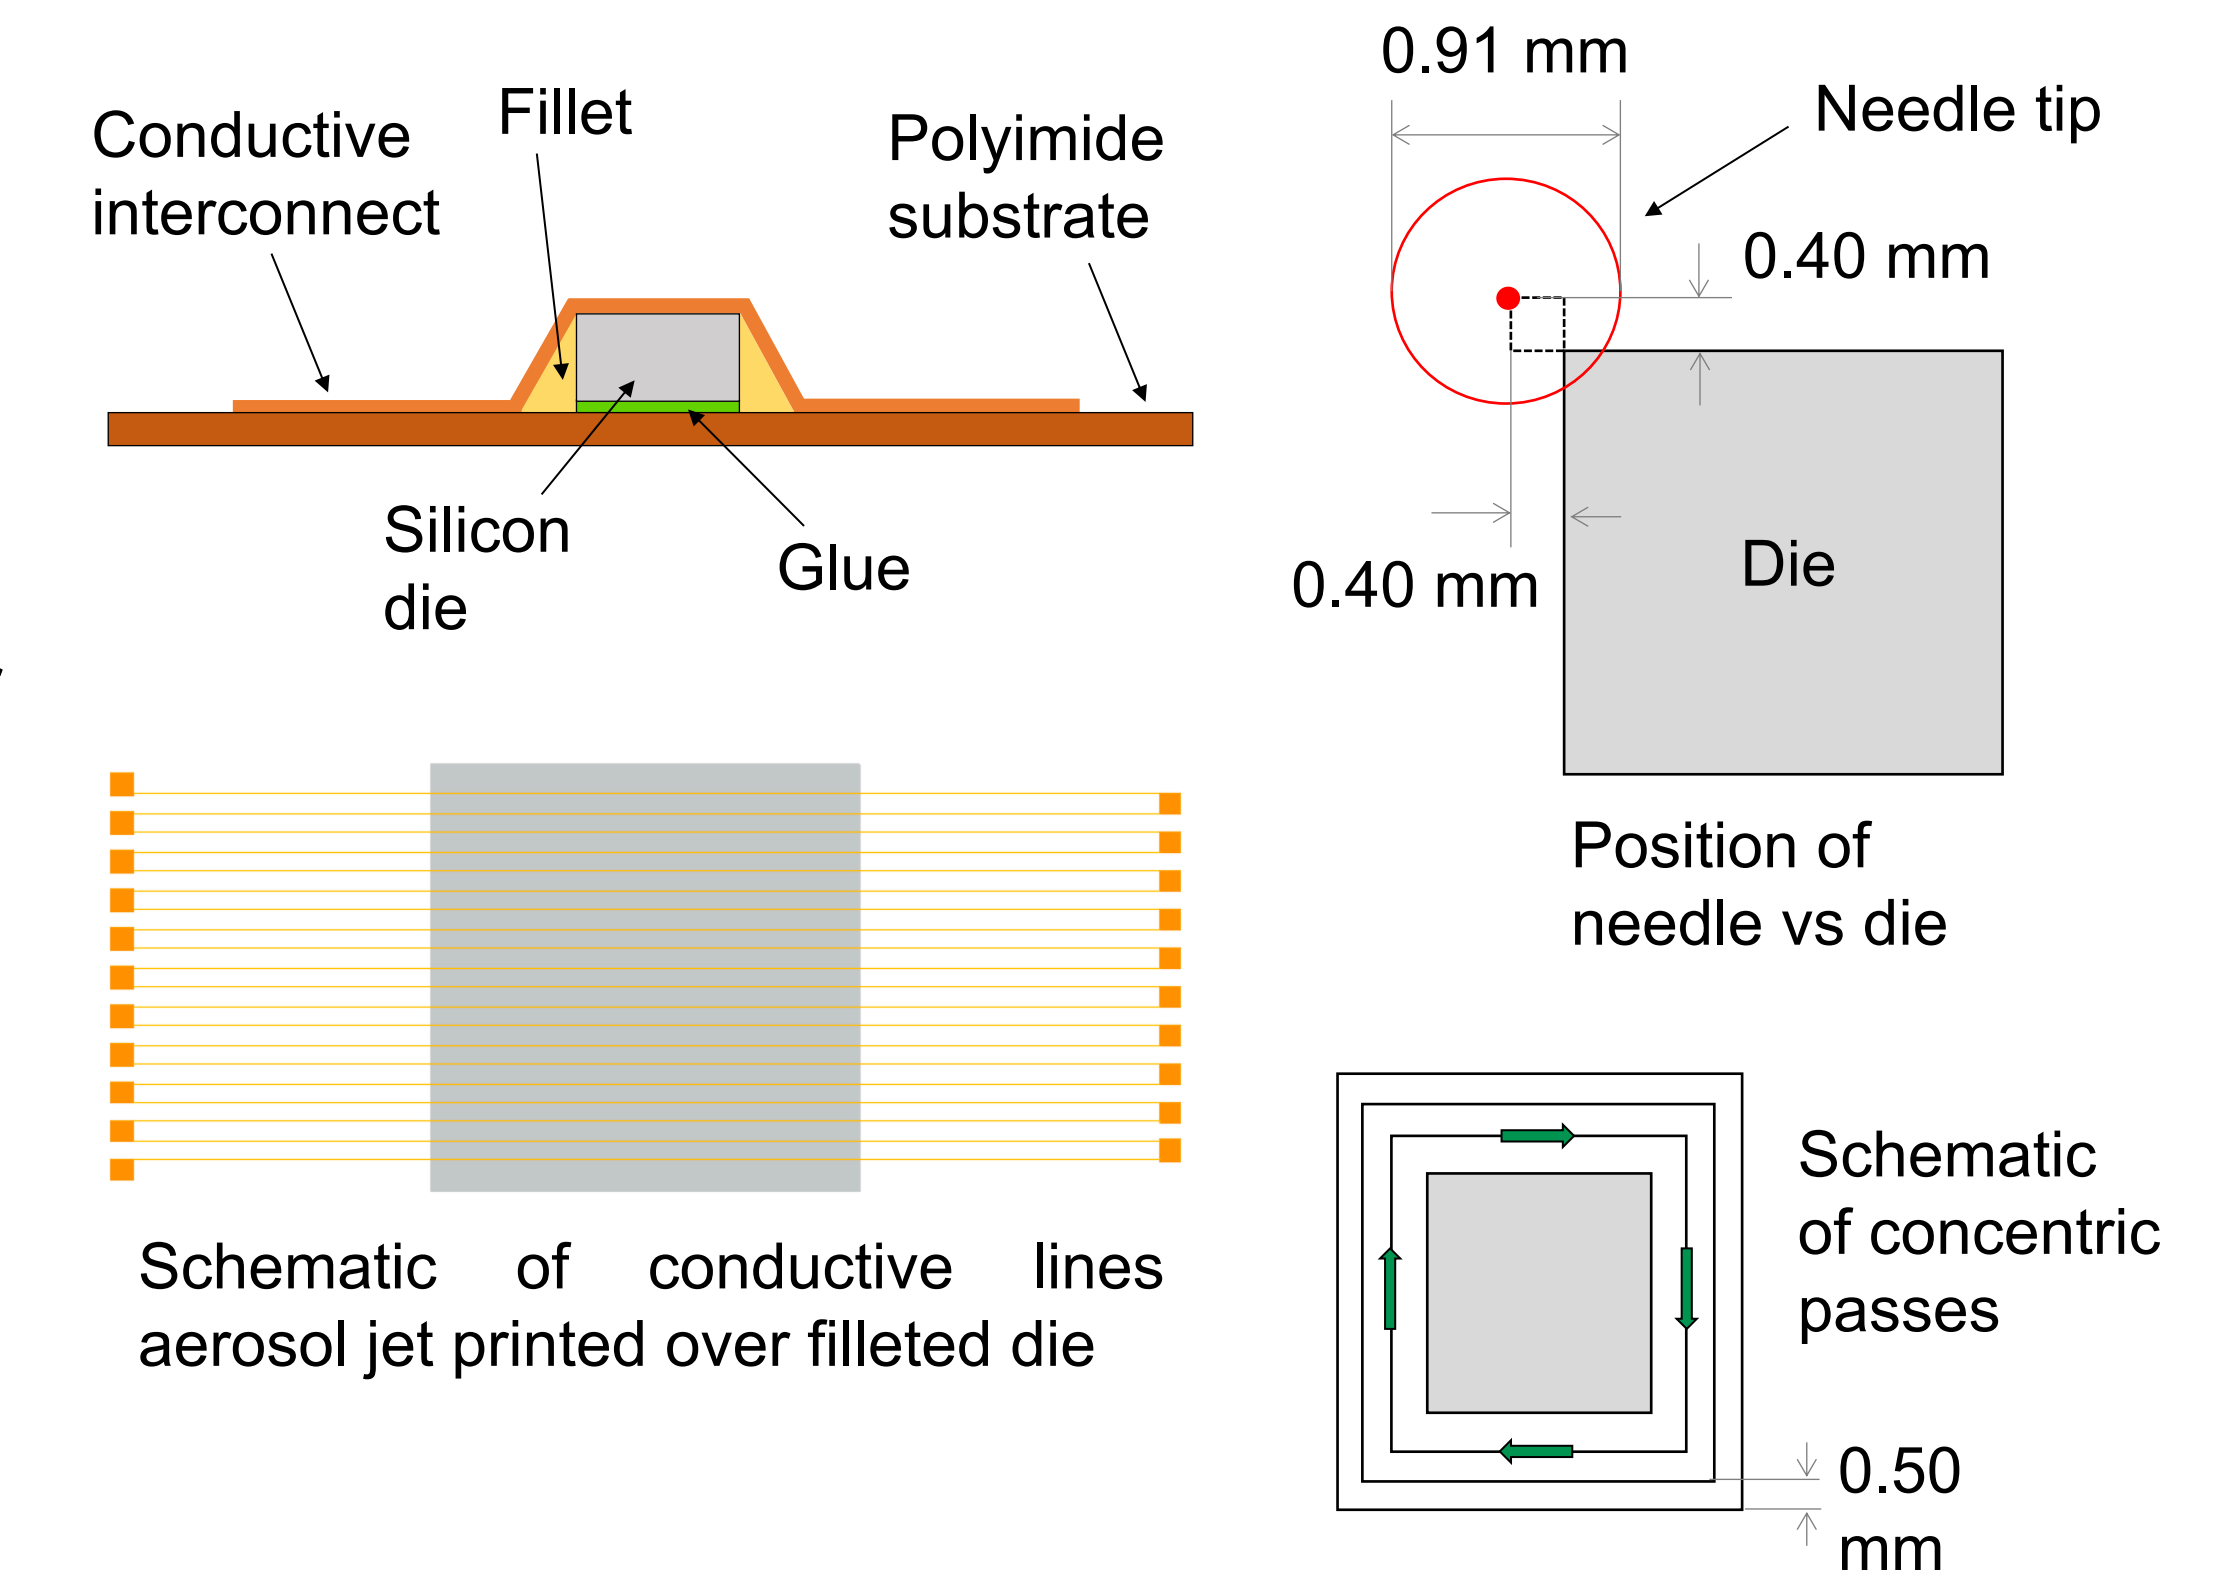 Conductive
interconnect
Fillet
Polyimide
substrate
Silicon
die
Glue
0.91 mm
Needle tip
0.40 mm
0.40 mm
Die
Position of
needle vs die
Schematic of conductive lines
aerosol jet printed over filleted die
Schematic
of concentric
passes
0.50
mm